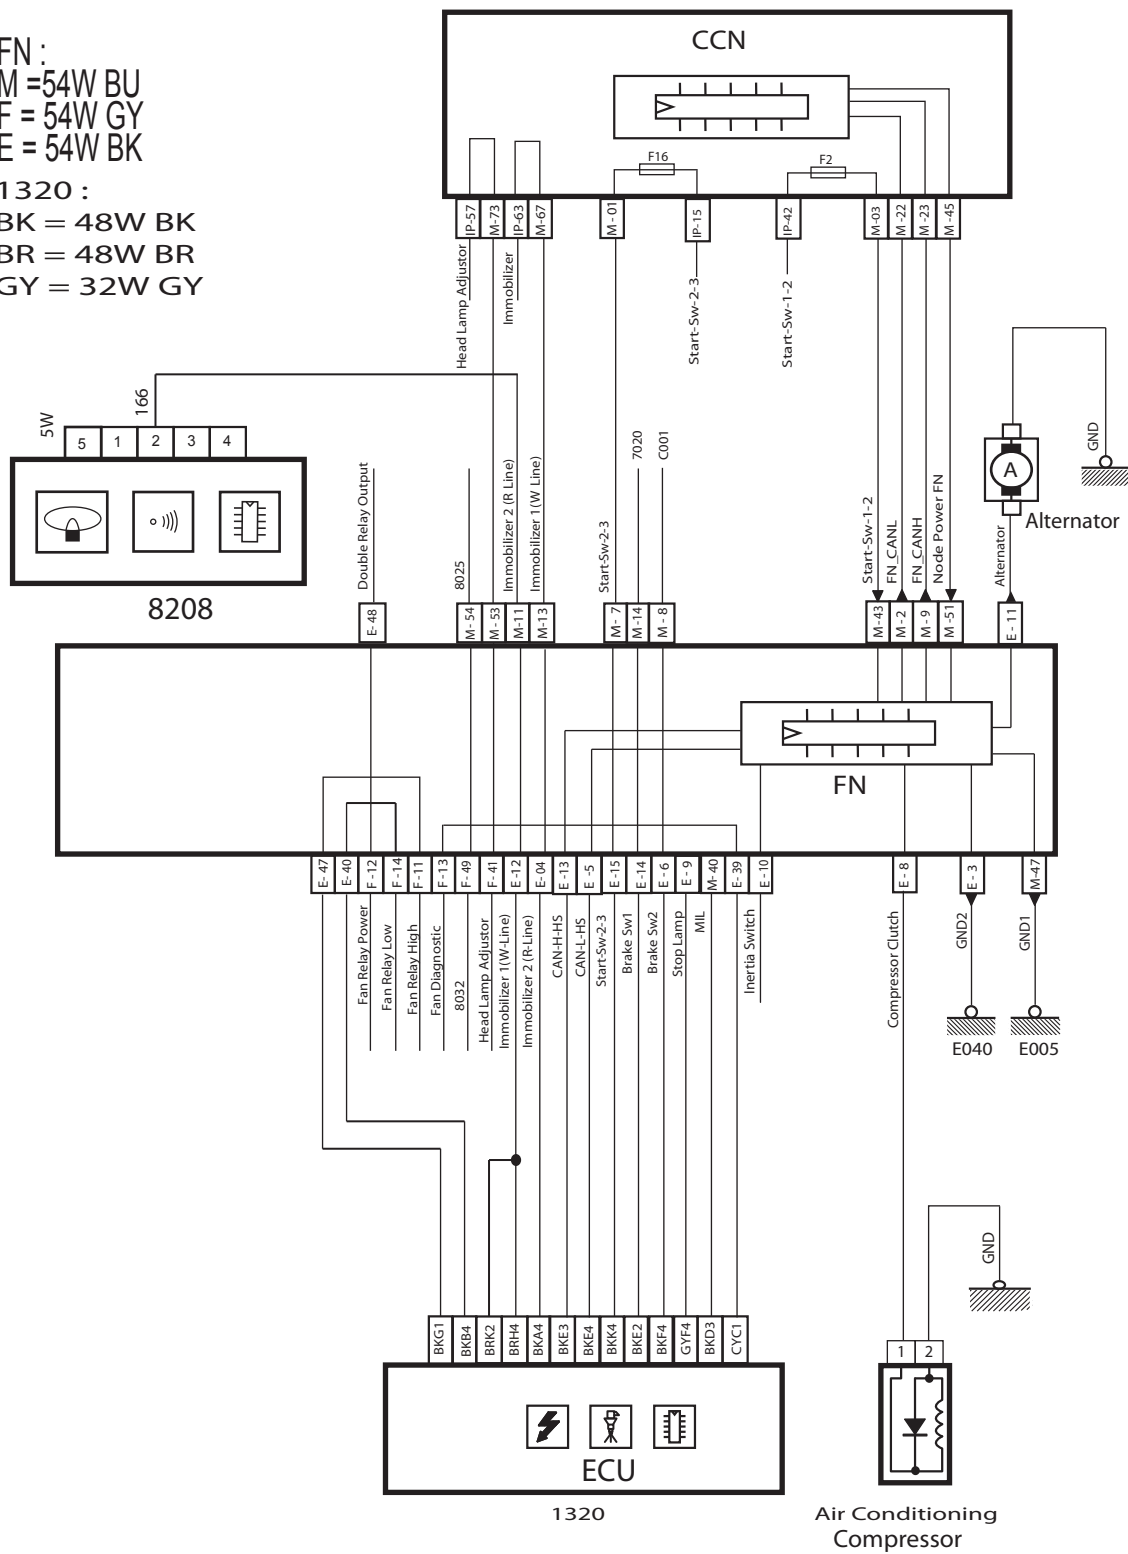 FN :
M =54W BU
F = 54W GY
E = 54W BK
1320 :
BK = 48W BK
BR = 48W BR
GY = 32W GY
CCN
F16
F2
IP-57
M-73
IP-63
M-67
M - 01
IP-15
IP-42
M-03
M -22
M -23
M -45
Head Lamp Adjustor
Immobilizer
Start-Sw-2-3
Start-Sw-1-2
5W
166
5
1
2
3
4
8208
Double Relay Output
8025
Immobilizer 2 (R Line)
Immobilizer 1(W Line)
Start-Sw-2-3
7020
C001
Start-Sw-1-2
FN_CANL
FN_CANH
Node Power FN
Alternator
A
Alternator
GND
E- 48
M - 54
M - 53
M-11
M-13
M- 7
M-14
M - 8
M-43
M -2
M - 9
M -51
E - 11
FN
E- 47
E- 40
F -12
F -14
F -11
F -13
F- 49
F- 41
E -12
E- 04
E -13
E -5
E -15
E -14
E - 6
E - 9
M- 40
E- 39
E - 10
E - 8
E - 3
M-47
Fan Relay Power
Fan Relay Low
Fan Relay High
Fan Diagnostic
8032
Head Lamp Adjustor
Immobilizer 1(W-Line)
Immobilizer 2 (R-Line)
CAN-H-HS
CAN-L-HS
Start-Sw-2-3
Brake Sw1
Brake Sw2
Stop Lamp
MIL
Inertia Switch
Compressor Clutch
GND2
GND1
E040
E005
GND
BKG1
BKB4
BRK2
BRH4
BKA4
BKE3
BKE4
BKK4
BKE2
BKF4
GYF4
BKD3
CYC1
1
2
ECU
1320
Air Conditioning
Compressor